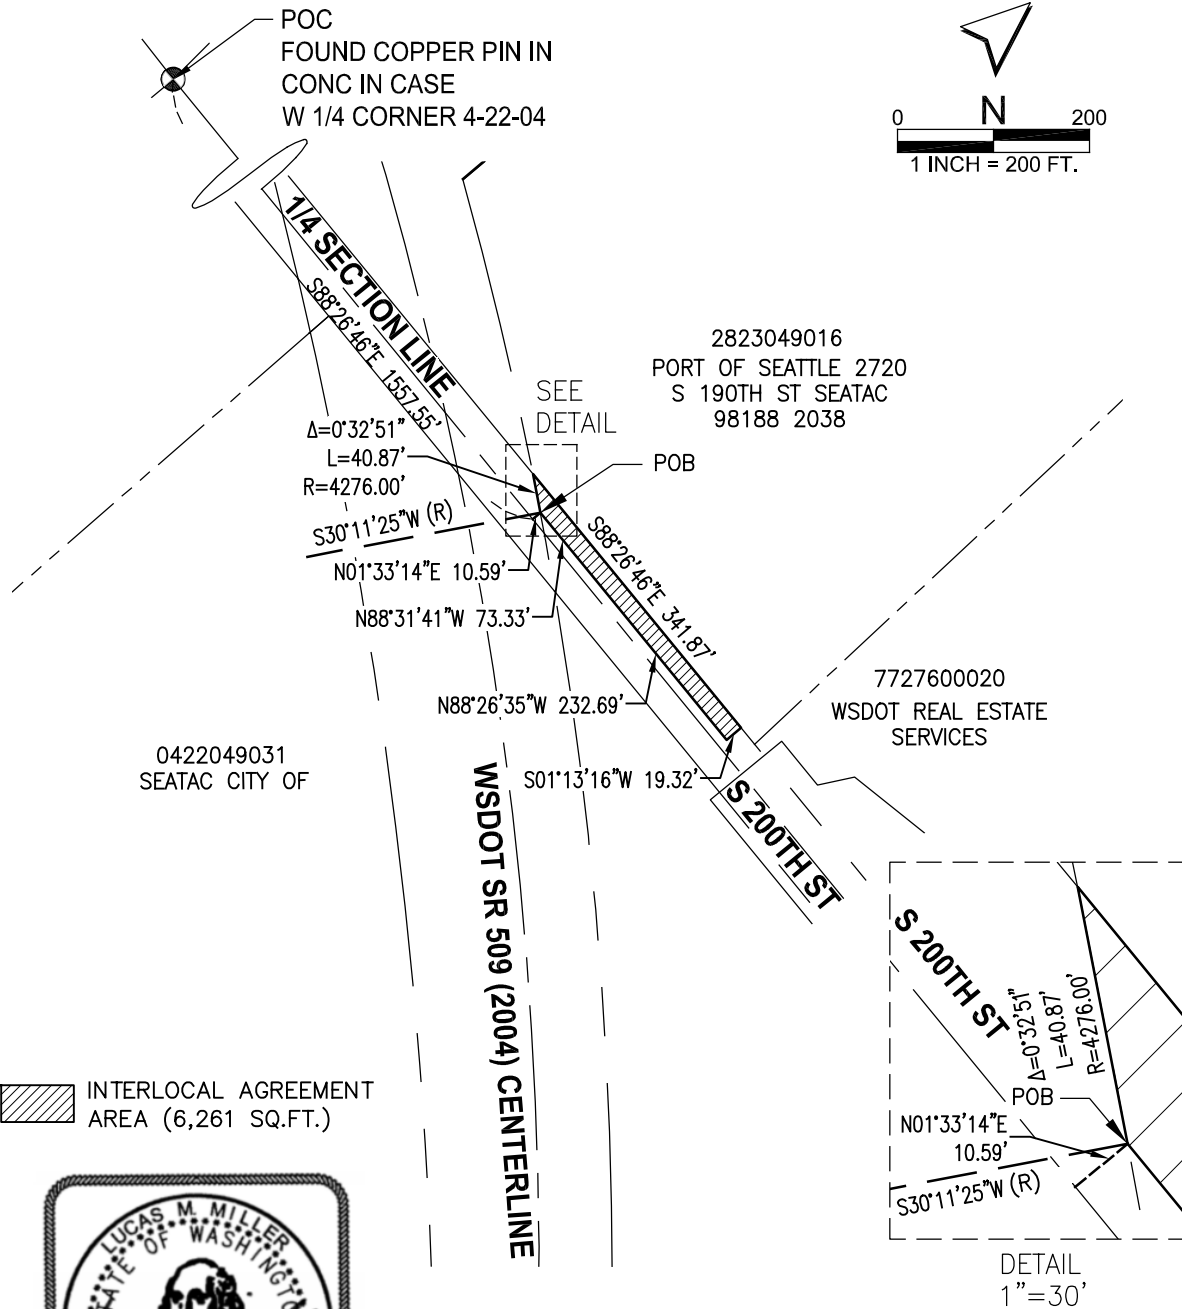 POC
FOUND COPPER PIN IN
CONC IN CASE
W 1/4 CORNER 4-22-04
N
0 200
1 INCH = 200 FT.
1/4 SECTION LINE
S88°26'46"E 1557.55'
2823049016
PORT OF SEATTLE 2720
S 190TH ST SEATAC
98188 2038
SEE
DETAIL
Δ=0°32'51"
L=40.87'
R=4276.00'
POB
S30°11'25"W (R)
S88°26'46"E 341.87'
N01°33'14"E 10.59'
N88°31'41"W 73.33'
N88°26'35"W 232.69'
7727600020
WSDOT REAL ESTATE
SERVICES
0422049031
SEATAC CITY OF
S01°13'16"W 19.32'
S 200TH ST
WSDOT SR 509 (2004) CENTERLINE
S 200TH ST
Δ=0°32'51"
L=40.87'
R=4276.00'
POB
N01°33'14"E
10.59'
S30°11'25"W (R)
DETAIL
1"=30'
INTERLOCAL AGREEMENT
AREA (6,261 SQ.FT.)
LUCAS M. MILLER
OF WASHINGTO